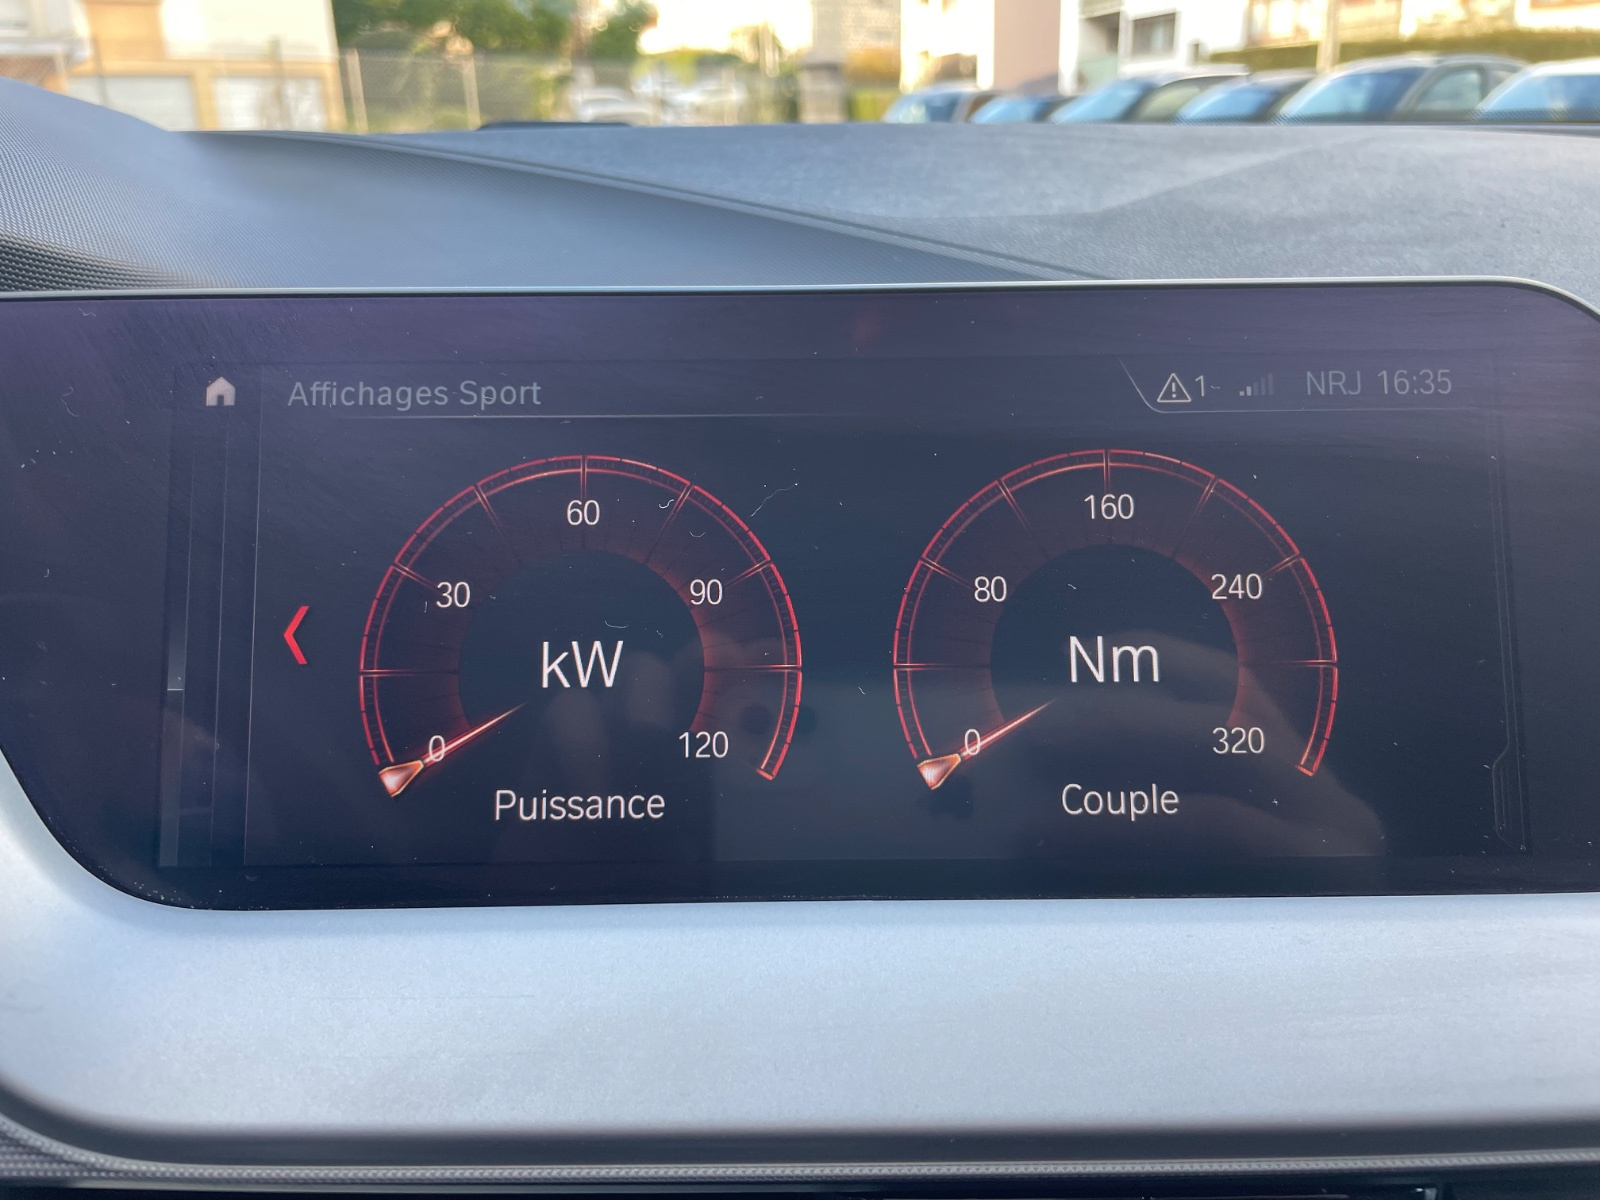 Affichages Sport
1
NRJ 16:35
60
30
90
kW
0
120
Puissance
160
80
240
Nm
0
320
Couple